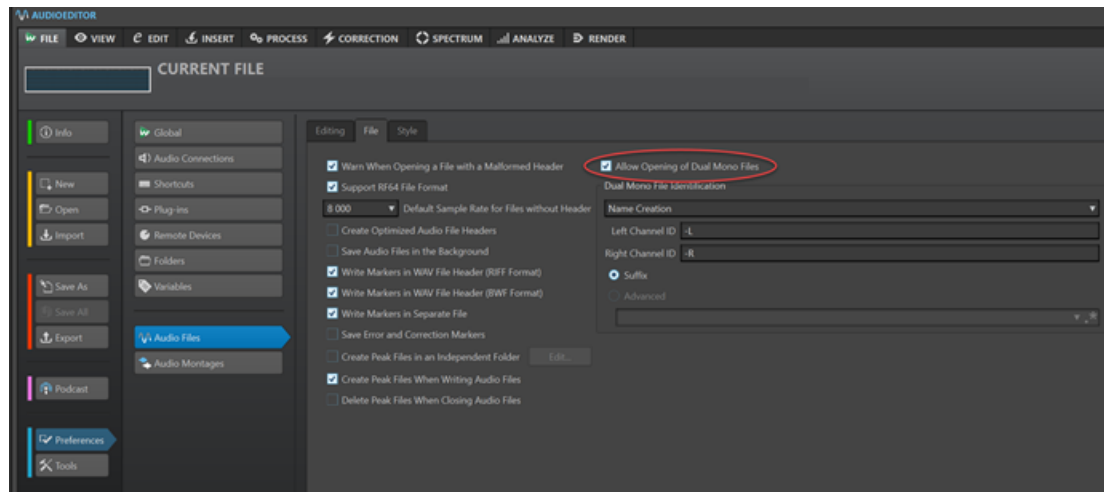 AUDIOEDITOR
FILE VIEW EDIT INSERT PROCESS CORRECTION SPECTRUM ANALYZE RENDER
CURRENT FILE
Info
New
Open
Import
Save As
Save All
Export
Podcast
Preferences
Tools
Global
Audio Connections
Shortcuts
Plug-ins
Remote Devices
Folders
Variables
Audio Files
Audio Montages
Editing File Style
Warn When Opening a File with a Malformed Header
Support RF64 File Format
8 000 Default Sample Rate for Files without Header
Create Optimized Audio File Headers
Save Audio Files in the Background
Write Markers in WAV File Header (RIFF Format)
Write Markers in WAV File Header (BWF Format)
Write Markers in Separate File
Save Error and Correction Markers
Create Peak Files in an Independent Folder Edit...
Create Peak Files When Writing Audio Files
Delete Peak Files When Closing Audio Files
Allow Opening of Dual Mono Files
Dual Mono File Identification
Name Creation
Left Channel ID -L
Right Channel ID -R
Suffix
Advanced